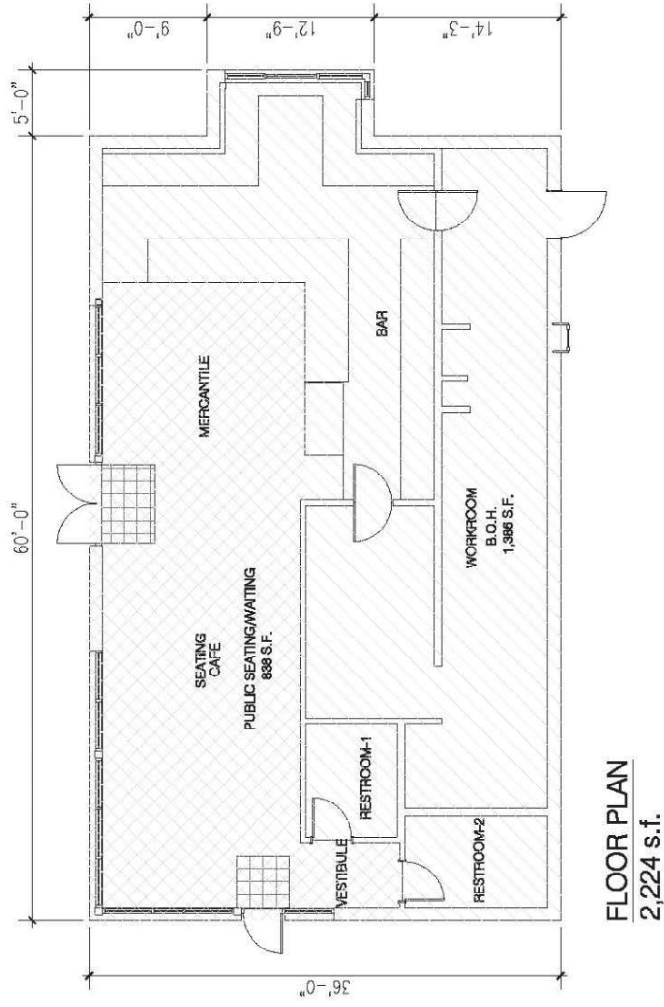 60'-0"
5'-0"
9'-0"
12'-9"
14'-3"
36'-0"
MERCANTILE
SEATING
CAFE
PUBLIC SEATING/WAITING
838 S.F.
BAR
WORKROOM
B.O.H.
1,386 S.F.
RESTROOM-1
VESTIBULE
RESTROOM-2
FLOOR PLAN
2,224 s.f.